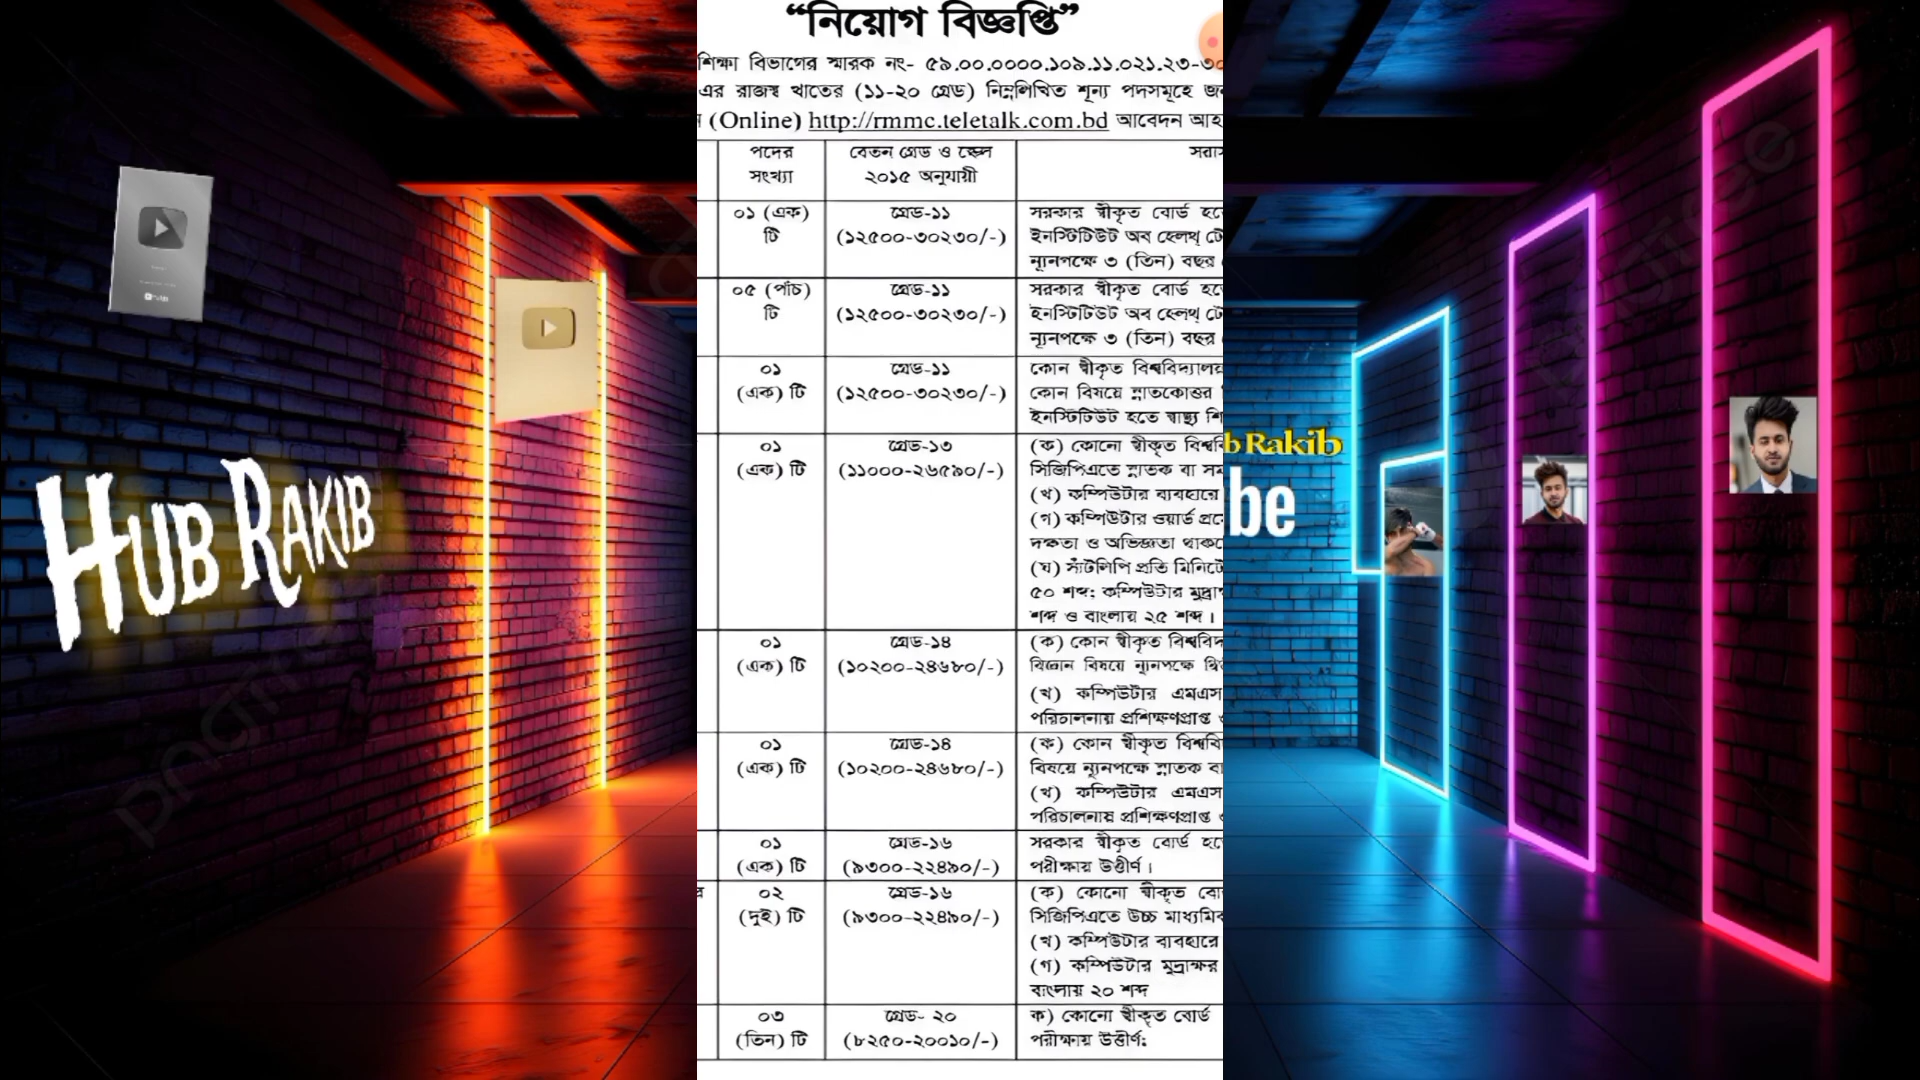 “নিয়োগ বিজ্ঞপ্তি”
শিক্ষা বিভাগের স্মারক নং- ৫৯.০০.০০০০.১০৯.১১.০২১.২৩-৩০
এর রাজস্ব খাতের (১১-২০ গ্রেড) নিম্নলিখিত শূন্য পদসমূহে
(Online) http://rmmc.teletalk.com.bd আবেদন
পদের সংখ্যা
বেতন গ্রেড ও স্কেল
২০১৫ অনুযায়ী
০১ (এক) টি
গ্রেড-১১
(১২৫০০-৩০২৩০/-)
সরকার স্বীকৃত বোর্ড
ইনস্টিটিউট অব হেলথ্
ন্যূনপক্ষে ৩ (তিন) বছর
০৫ (পাঁচ) টি
গ্রেড-১১
(১২৫০০-৩০২৩০/-)
সরকার স্বীকৃত বোর্ড
ইনস্টিটিউট অব হেলথ্
ন্যূনপক্ষে ৩ (তিন) বছর
০১
(এক) টি
গ্রেড-১১
(১২৫০০-৩০২৩০/-)
কোন স্বীকৃত বিশ্ববিদ্যালয়
কোন বিষয়ে স্নাতকোত্তর
ইনস্টিটিউট হতে স্বাস্থ্য
০১
(এক) টি
গ্রেড-১৩
(১১০০০-২৬৫৯০/-)
(ক) কোনো স্বীকৃত
সিজিপিএতে স্নাতক বা
(খ) কম্পিউটার ব্যবহারে
(গ) কম্পিউটার ওয়ার্ড
দক্ষতা ও অভিজ্ঞতা
(ঘ) সাঁটলিপি প্রতি মিনিটে
৫০ শব্দ; কম্পিউটার
শব্দ ও বাংলায় ২৫ শব্দ।
০১
(এক) টি
গ্রেড-১৪
(১০২০০-২৪৬৮০/-)
(ক) কোন স্বীকৃত
বিজ্ঞান বিষয়ে ন্যূনপক্ষে
(খ) কম্পিউটার এমএস
পরিচালনায় প্রশিক্ষণপ্রাপ্ত
০১
(এক) টি
গ্রেড-১৪
(১০২০০-২৪৬৮০/-)
(ক) কোন স্বীকৃত
বিষয়ে ন্যূনপক্ষে স্নাতক বা
(খ) কম্পিউটার এমএস
পরিচালনায় প্রশিক্ষণপ্রাপ্ত
০১
(এক) টি
গ্রেড-১৬
(৯৩০০-২২৪৯০/-)
সরকার স্বীকৃত বোর্ড
পরীক্ষায় উত্তীর্ণ।
০২
(দুই) টি
গ্রেড-১৬
(৯৩০০-২২৪৯০/-)
(ক) কোনো স্বীকৃত
সিজিপিএতে উচ্চ মাধ্যমিক
(খ) কম্পিউটার ব্যবহারে
(গ) কম্পিউটার মুদ্রাক্ষর
বাংলায় ২০ শব্দ
০৩
(তিন) টি
গ্রেড- ২০
(৮২৫০-২০০১০/-)
ক) কোনো স্বীকৃত বোর্ড
পরীক্ষায় উত্তীর্ণ;
HUB RAKIB
b Rakib
be